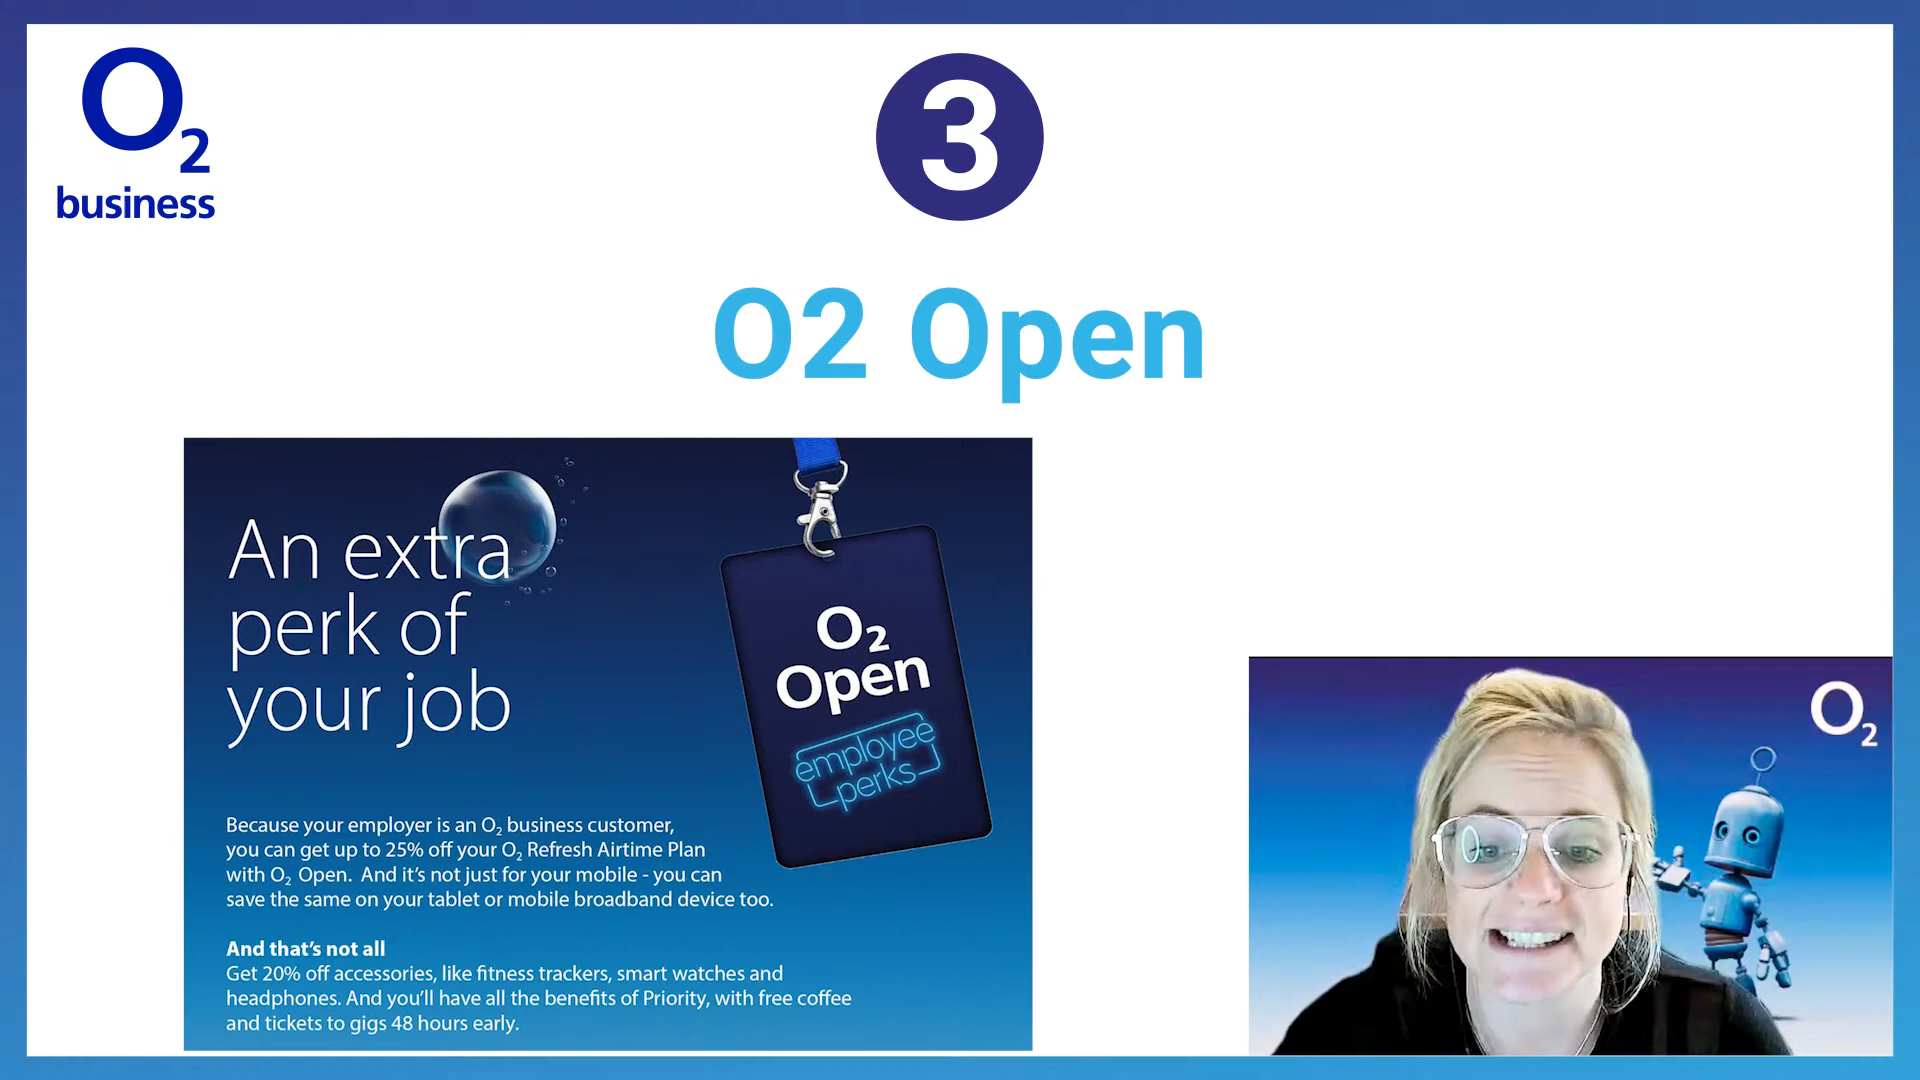 O2
business
3
O2 Open
An extra
perk of
your job
O2
Open
employee
perks
Because your employer is an O2 business customer,
you can get up to 25% off your O2 Refresh Airtime Plan
with O2 Open. And it's not just for your mobile - you can
save the same on your tablet or mobile broadband device too.
And that's not all
Get 20% off accessories, like fitness trackers, smart watches and
headphones. And you'll have all the benefits of Priority, with free coffee
and tickets to gigs 48 hours early.
O2